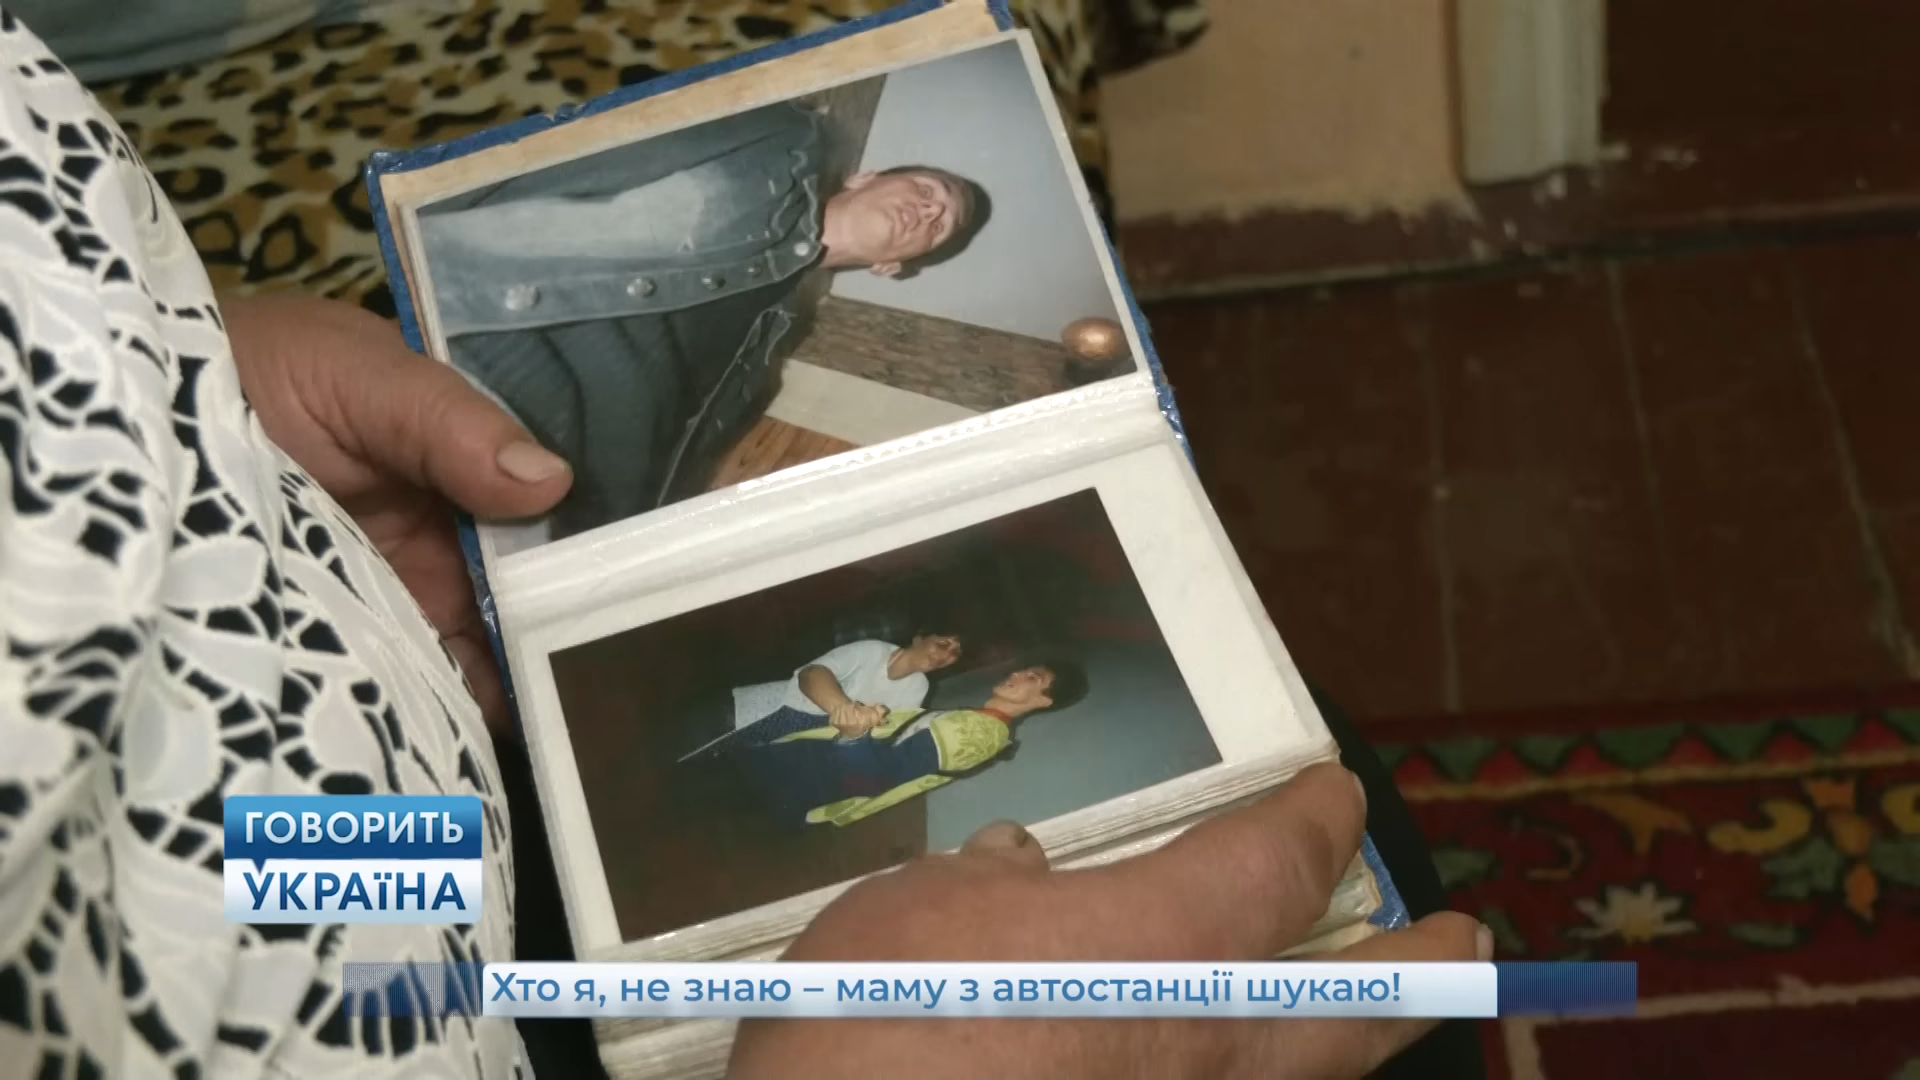 ГОВОРИТЬ
УКРАЇНА
Хто я, не знаю – маму з автостанції шукаю!